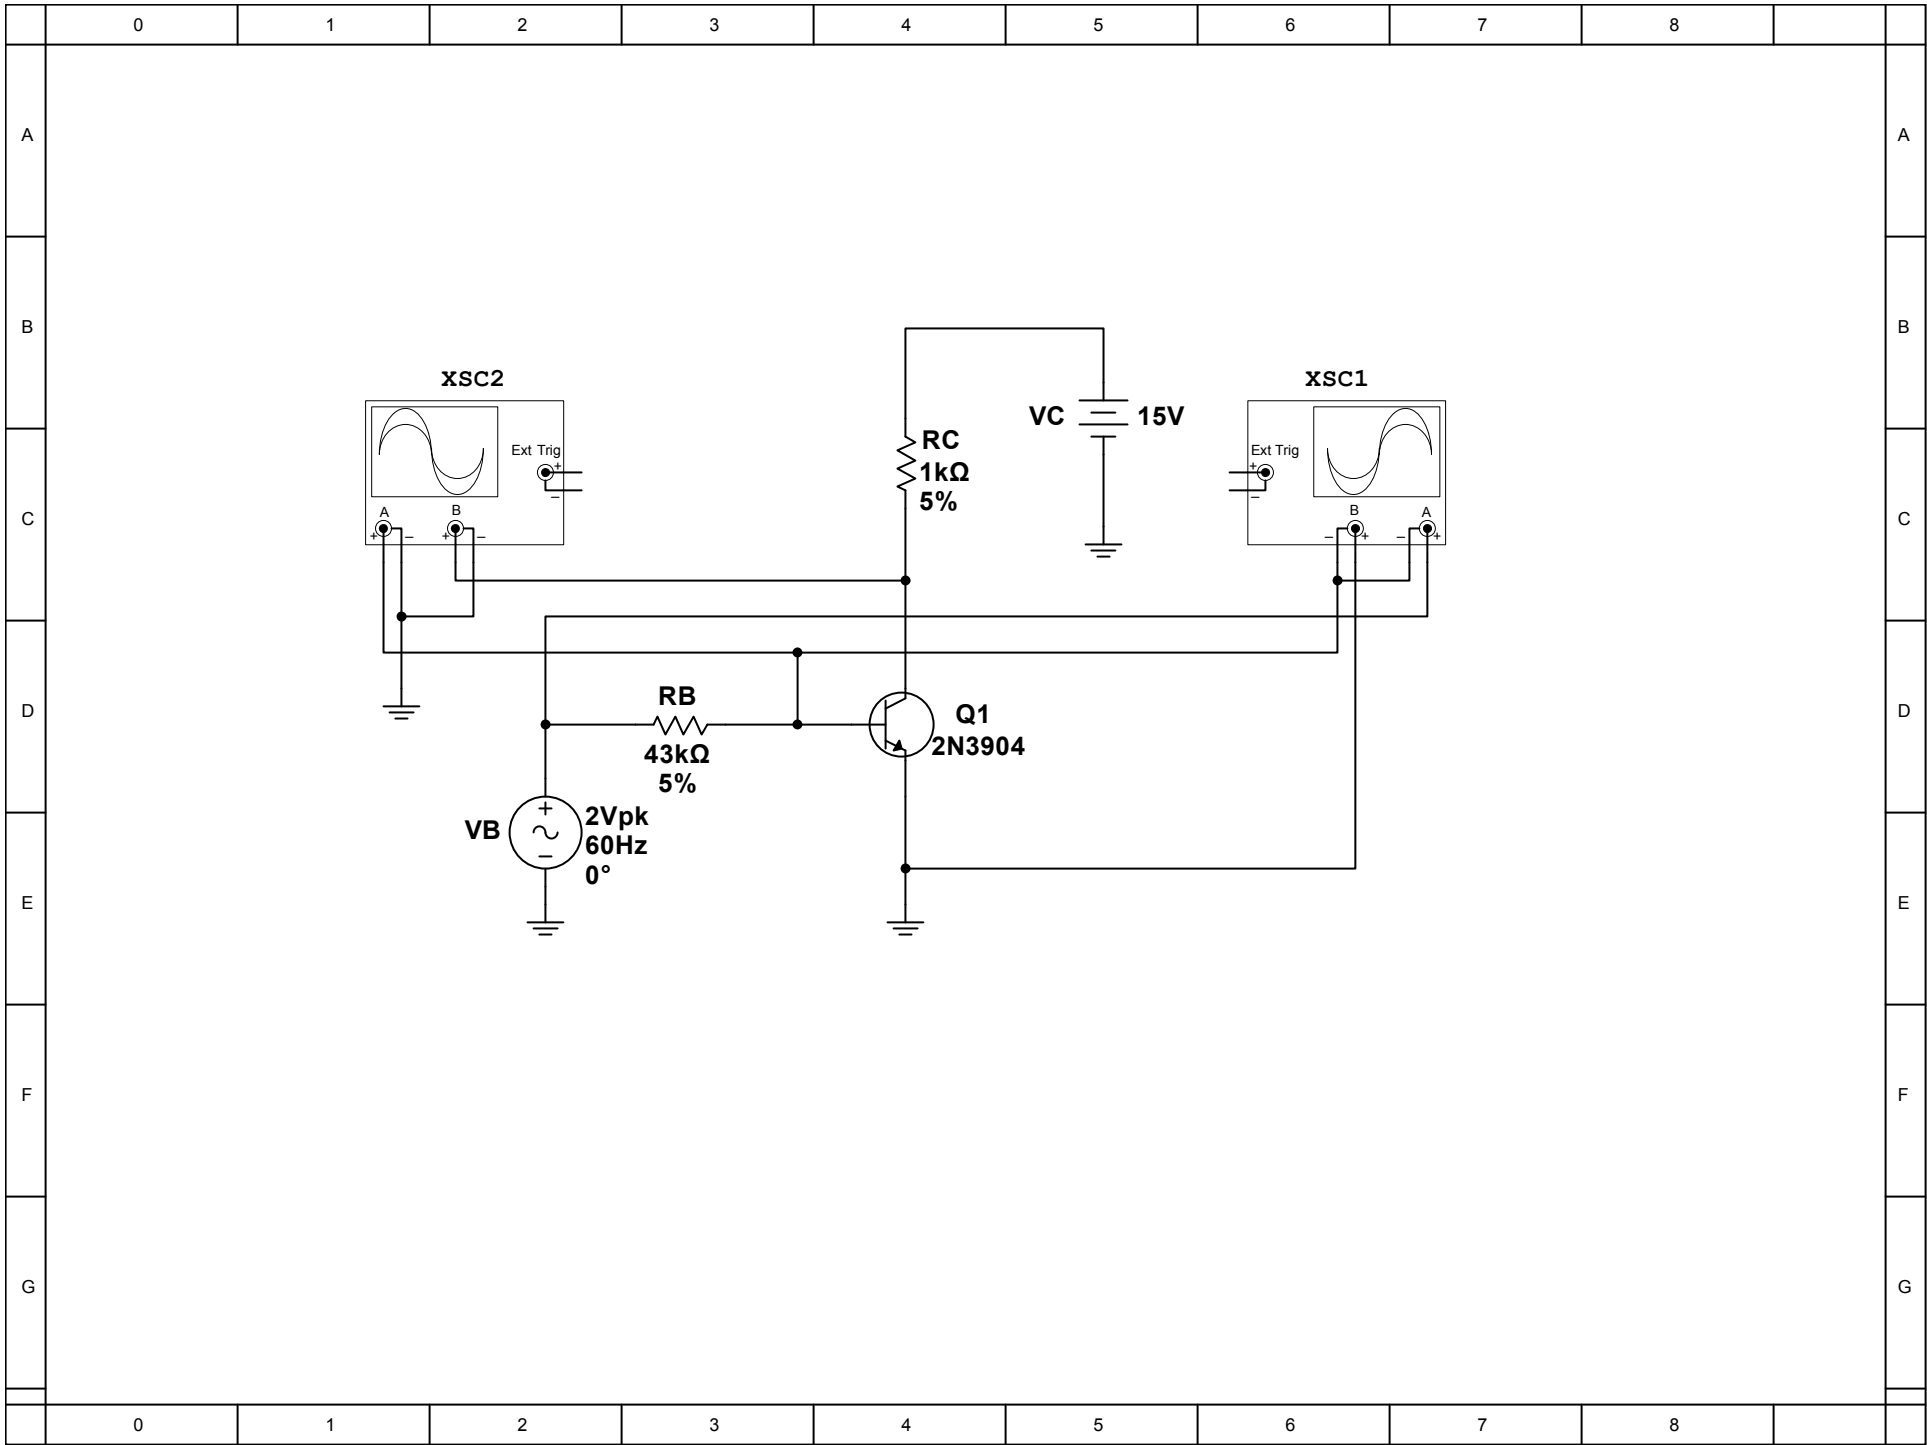 0 1 2 3 4 5 6 7 8
A A
B B
XSC2 XSC1
VC 15V
RC
1kΩ
5%
Ext Trig
+
−
Ext Trig
+
−
A B
+ − + −
B A
− + − +
C C
RB
43kΩ
5%
Q1
2N3904
D D
VB
+
−
2Vpk
60Hz
0°
E E
F F
G G
0 1 2 3 4 5 6 7 8